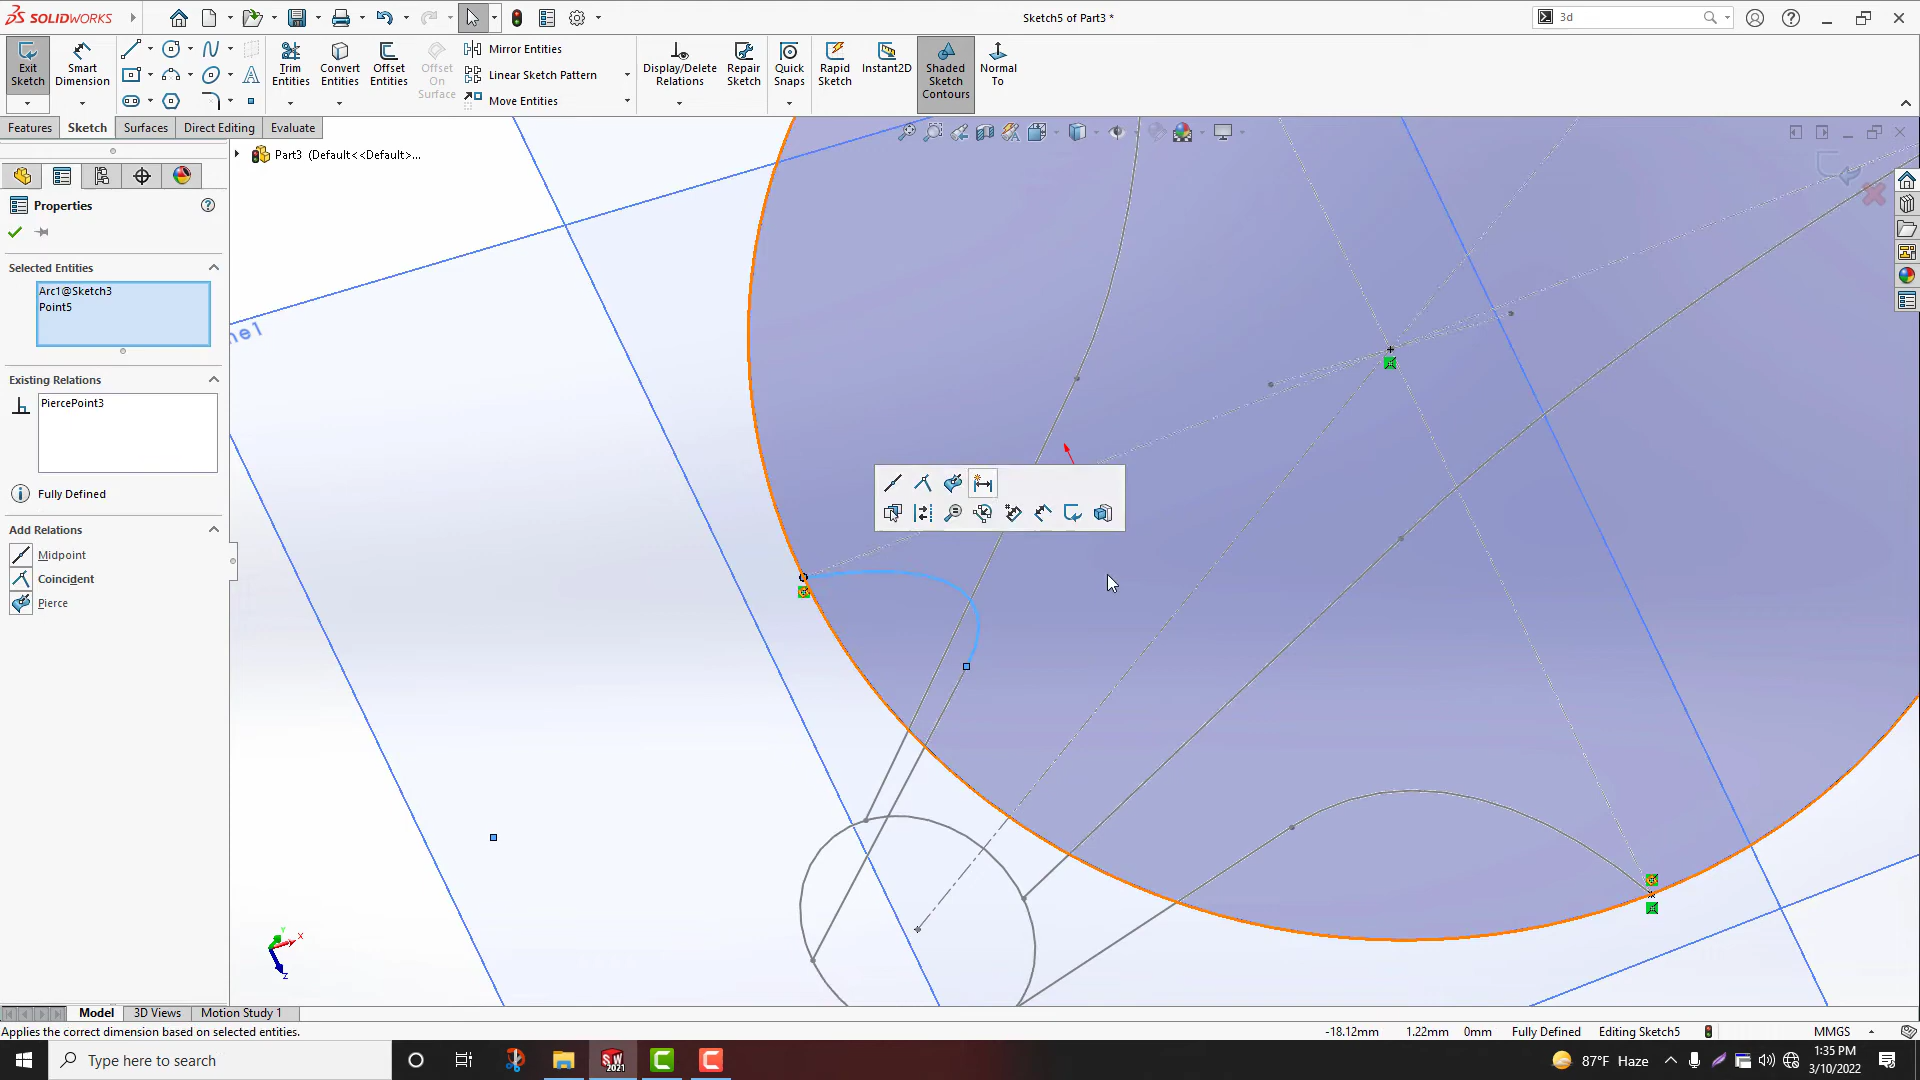 SOLIDWORKS
Sketch5 of Part3 *
3d
Exit Sketch
Smart Dimension
Trim Entities
Convert Entities
Offset Entities
Offset On Surface
Mirror Entities
Linear Sketch Pattern
Move Entities
Display/Delete Relations
Repair Sketch
Quick Snaps
Rapid Sketch
Instant2D
Shaded Sketch Contours
Normal To
Features
Sketch
Surfaces
Direct Editing
Evaluate
Part3 (Default<<Default>...
Properties
Selected Entities
Arc1@Sketch3
Point5
Existing Relations
PiercePoint3
Fully Defined
Add Relations
Midpoint
Coincident
Pierce
ne1
Y
X
Z
Model
3D Views
Motion Study 1
Applies the correct dimension based on selected entities.
-18.12mm
1.22mm
0mm
Fully Defined
Editing Sketch5
MMGS
Type here to search
SW
2021
87°F Haze
1:35 PM
3/10/2022